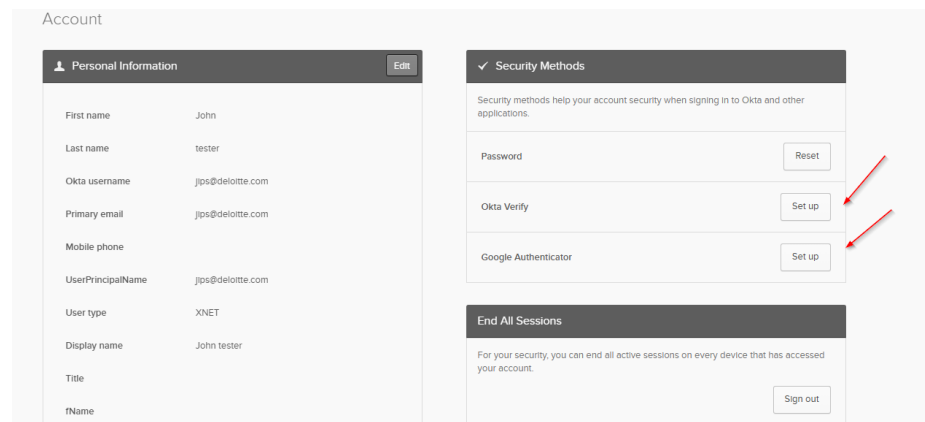 Account
Personal Information
Edit
First name John
Last name tester
Okta username jips@deloitte.com
Primary email jips@deloitte.com
Mobile phone
UserPrincipalName jips@deloitte.com
User type XNET
Display name John tester
Title
fName
Security Methods
Security methods help your account security when signing in to Okta and other
applications.
Password Reset
Okta Verify Set up
Google Authenticator Set up
End All Sessions
For your security, you can end all active sessions on every device that has accessed
your account.
Sign out